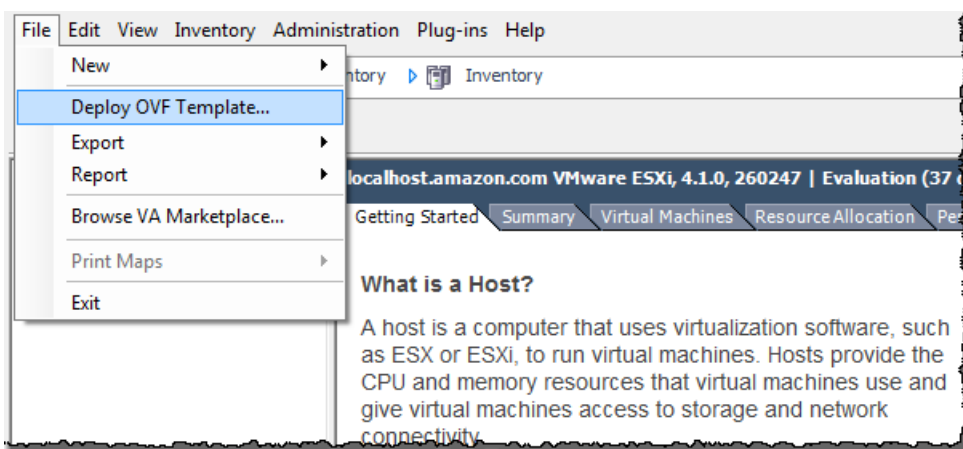 File Edit View Inventory Administration Plug-ins Help
New
ntory Inventory
Deploy OVF Template...
Export
Report
Browse VA Marketplace...
Print Maps
Exit
localhost.amazon.com VMware ESXi, 4.1.0, 260247 | Evaluation (37
Getting Started Summary Virtual Machines Resource Allocation Pe
What is a Host?
A host is a computer that uses virtualization software, such
as ESX or ESXi, to run virtual machines. Hosts provide the
CPU and memory resources that virtual machines use and
give virtual machines access to storage and network
connectivity